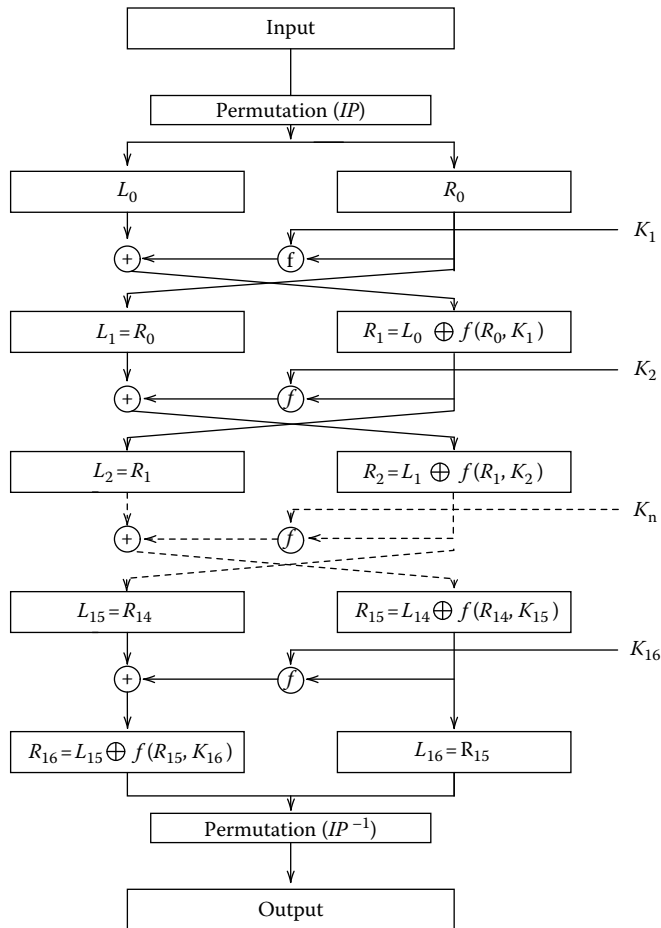 Input
Permutation (IP)
L₀
R₀
K₁
+
f
L₁ = R₀
R₁ = L₀ ⊕ f(R₀, K₁)
K₂
+
f
L₂ = R₁
R₂ = L₁ ⊕ f(R₁, K₂)
Kₙ
+
f
L₁₅ = R₁₄
R₁₅ = L₁₄ ⊕ f(R₁₄, K₁₅)
K₁₆
+
f
R₁₆ = L₁₅ ⊕ f(R₁₅, K₁₆)
L₁₆ = R₁₅
Permutation (IP⁻¹)
Output